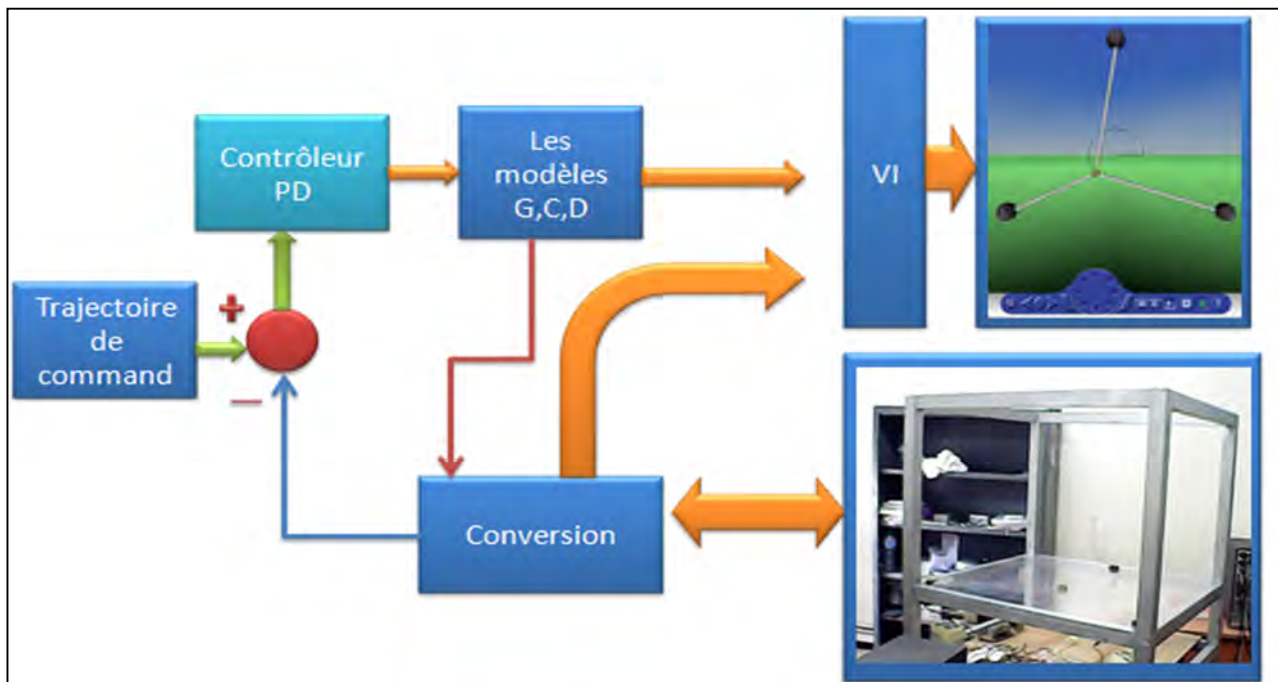 Contrôleur
PD
Les
modèles
G,C,D
VI
Trajectoire
de
command
+
—
Conversion